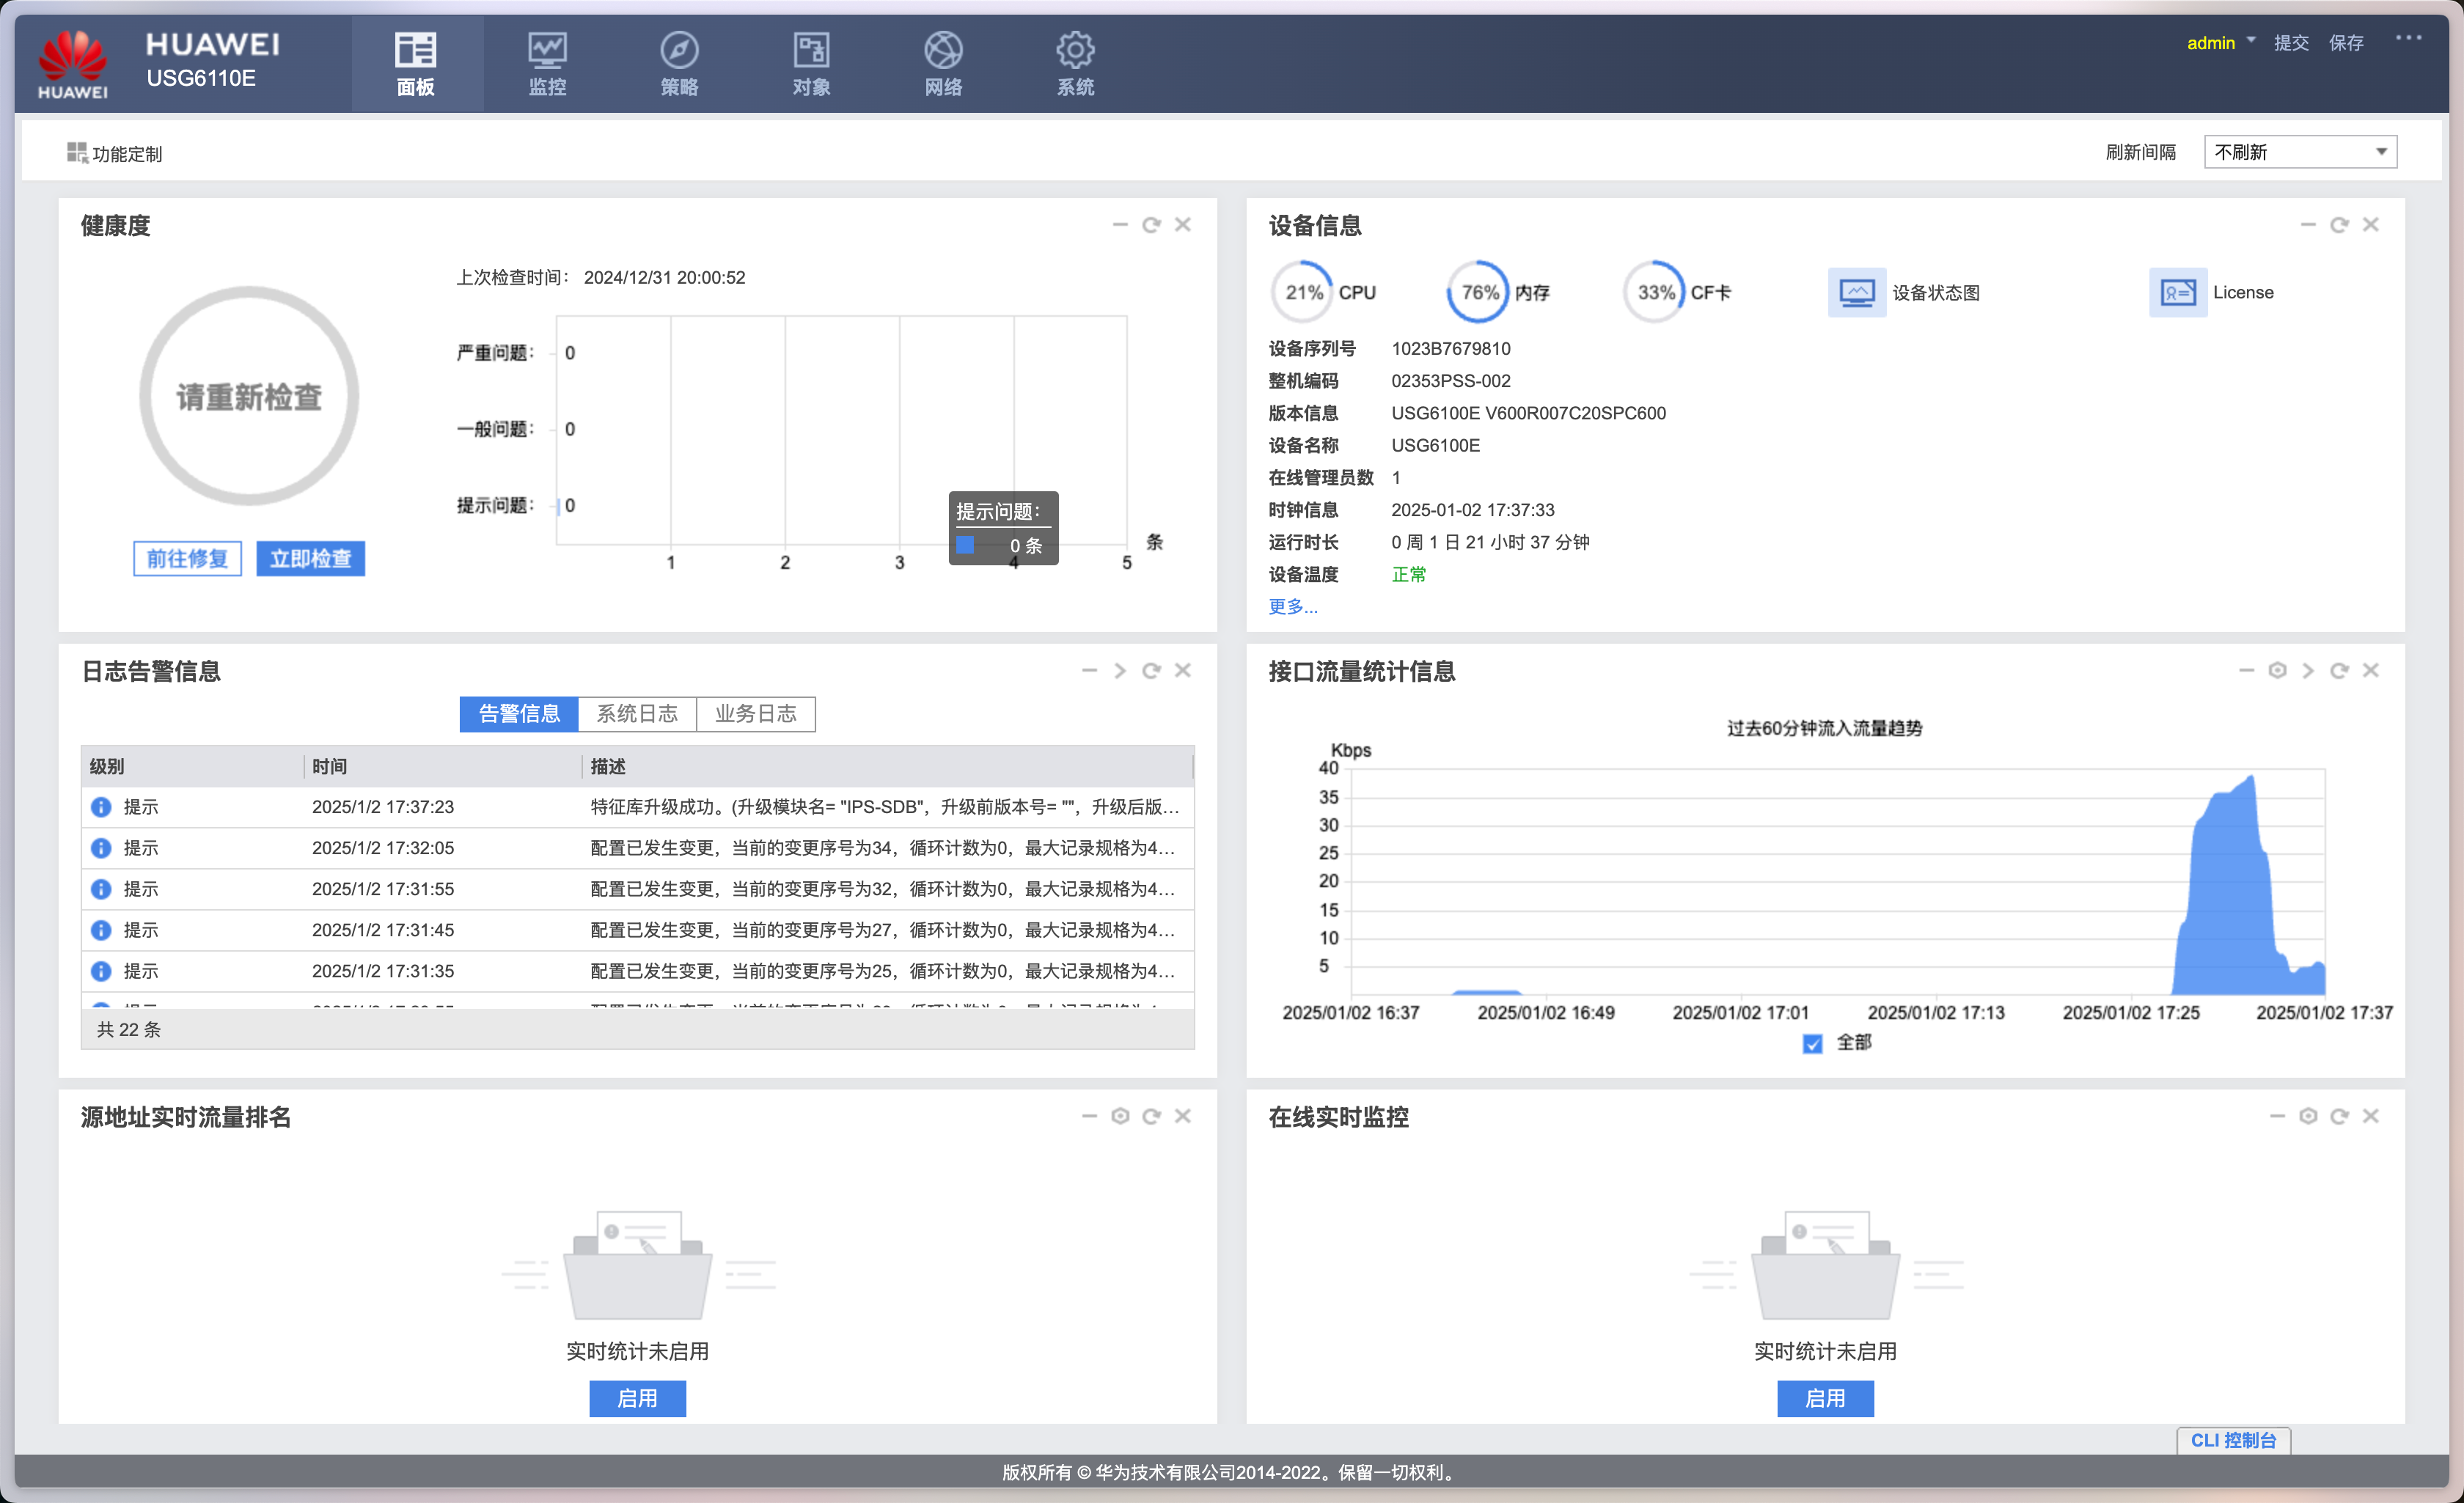 HUAWEI
HUAWEI
USG6110E
面板
监控
策略
对象
网络
系统
admin 提交 保存
功能定制
刷新间隔 不刷新
健康度
请重新检查
前往修复 立即检查
上次检查时间： 2024/12/31 20:00:52
严重问题： 0
一般问题： 0
提示问题： 0
提示问题：
0 条
1 2 3 4 5
条
设备信息
21% CPU
76% 内存
33% CF卡
设备状态图
License
设备序列号 1023B7679810
整机编码 02353PSS-002
版本信息 USG6100E V600R007C20SPC600
设备名称 USG6100E
在线管理员数 1
时钟信息 2025-01-02 17:37:33
运行时长 0 周 1 日 21 小时 37 分钟
设备温度 正常
更多...
日志告警信息
告警信息 系统日志 业务日志
级别 时间 描述
提示 2025/1/2 17:37:23 特征库升级成功。(升级模块名= "IPS-SDB"，升级前版本号= ""，升级后版...
提示 2025/1/2 17:32:05 配置已发生变更，当前的变更序号为34，循环计数为0，最大记录规格为4...
提示 2025/1/2 17:31:55 配置已发生变更，当前的变更序号为32，循环计数为0，最大记录规格为4...
提示 2025/1/2 17:31:45 配置已发生变更，当前的变更序号为27，循环计数为0，最大记录规格为4...
提示 2025/1/2 17:31:35 配置已发生变更，当前的变更序号为25，循环计数为0，最大记录规格为4...
共 22 条
接口流量统计信息
过去60分钟流入流量趋势
Kbps
40
35
30
25
20
15
10
5
2025/01/02 16:37 2025/01/02 16:49 2025/01/02 17:01 2025/01/02 17:13 2025/01/02 17:25 2025/01/02 17:37
全部
源地址实时流量排名
实时统计未启用
启用
在线实时监控
实时统计未启用
启用
CLI 控制台
版权所有 © 华为技术有限公司2014-2022。保留一切权利。